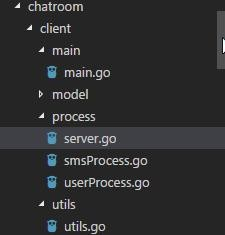 chatroom
client
main
main.go
model
process
server.go
smsProcess.go
userProcess.go
utils
utils.go